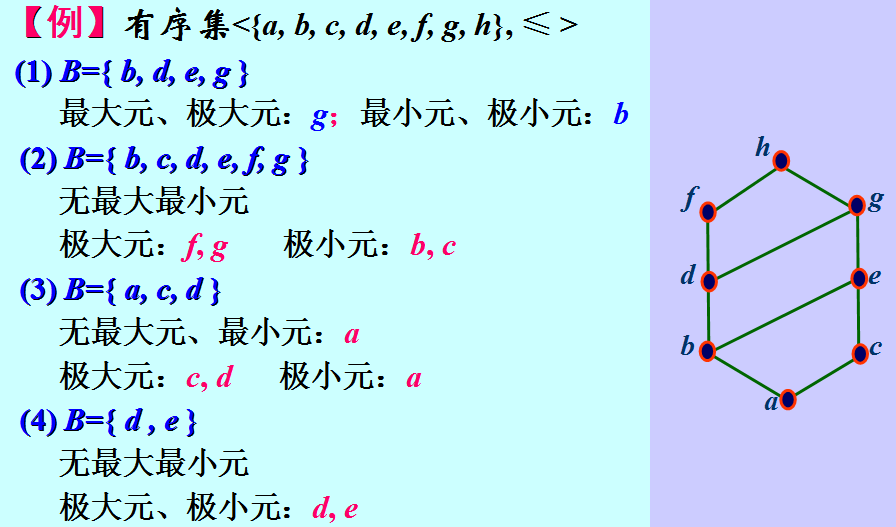 【例】有序集<{a, b, c, d, e, f, g, h}, ≤ >
(1) B={ b, d, e, g }
最大元、极大元：g；最小元、极小元：b
(2) B={ b, c, d, e, f, g }
无最大最小元
极大元：f, g 极小元：b, c
(3) B={ a, c, d }
无最大元、最小元：a
极大元：c, d 极小元：a
(4) B={ d , e }
无最大最小元
极大元、极小元：d, e
h
f
g
d
e
b
c
a